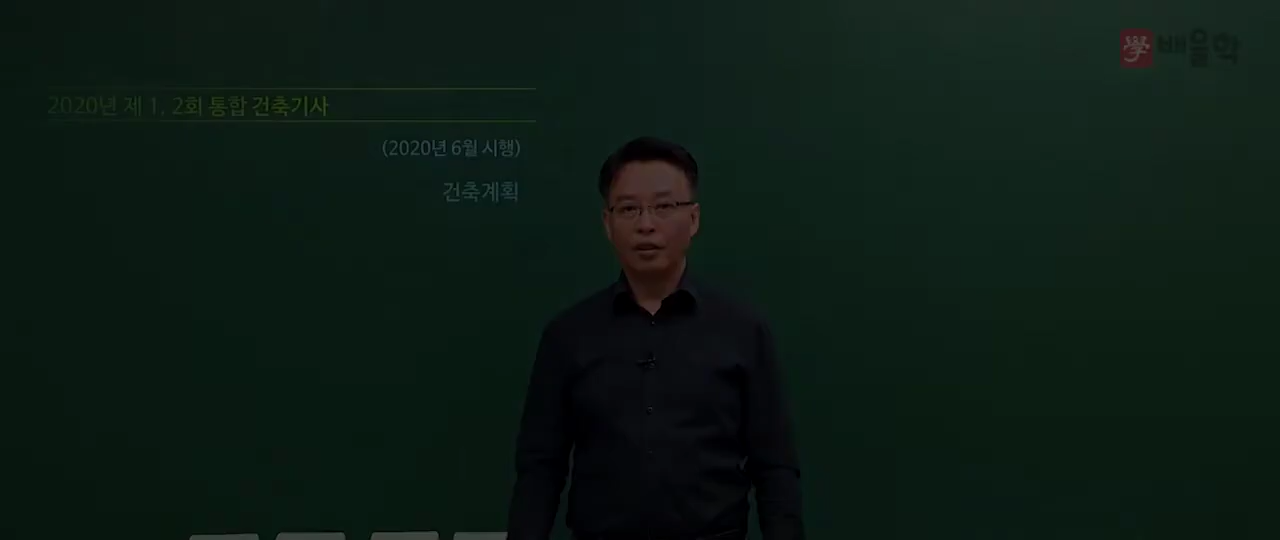 學 배울학
2020년 제 1, 2회 통합 건축기사
(2020년 6월 시행)
건축계획